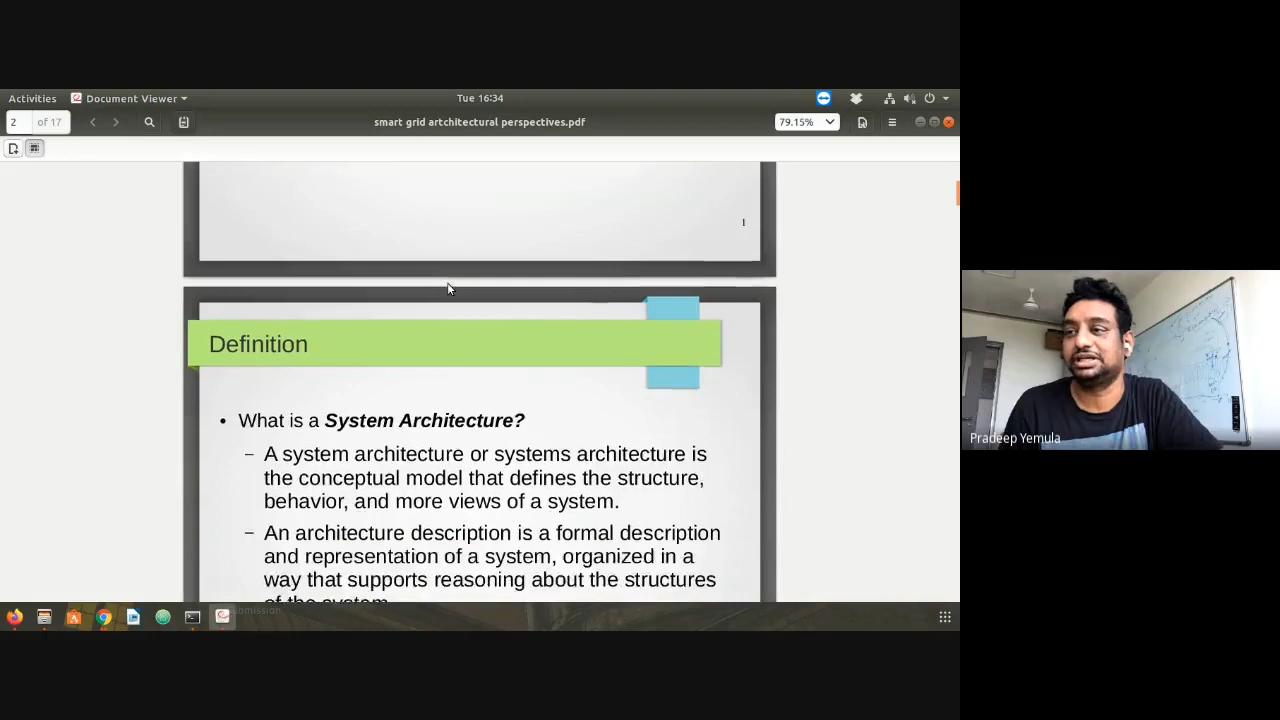 Activities Document Viewer Tue 16:34
2 of 17 smart grid artchitectural perspectives.pdf 79.15%
1
Definition
• What is a System Architecture?
– A system architecture or systems architecture is
the conceptual model that defines the structure,
behavior, and more views of a system.
– An architecture description is a formal description
and representation of a system, organized in a
way that supports reasoning about the structures
of the system.
Pradeep Yemula